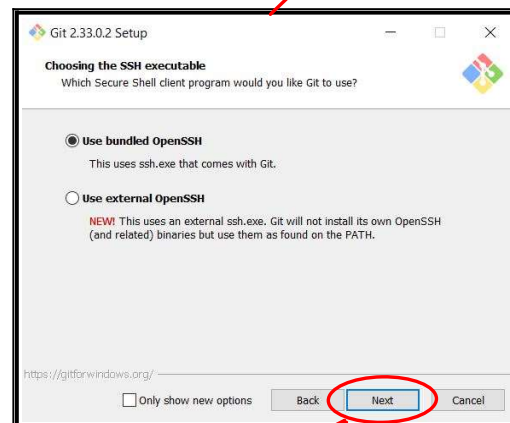 Git 2.33.0.2 Setup
Choosing the SSH executable
Which Secure Shell client program would you like Git to use?
Use bundled OpenSSH
This uses ssh.exe that comes with Git.
Use external OpenSSH
NEW! This uses an external ssh.exe. Git will not install its own OpenSSH
(and related) binaries but use them as found on the PATH.
https://gitforwindows.org/
Only show new options Back Next Cancel